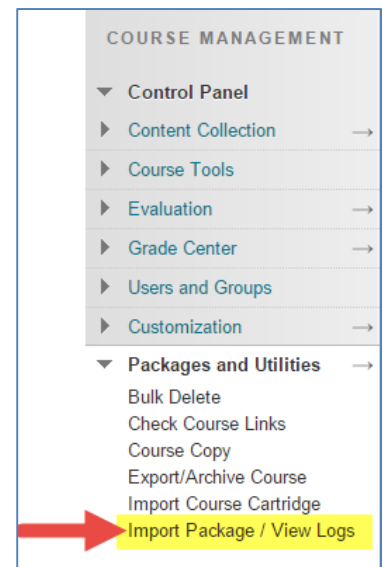 COURSE MANAGEMENT
Control Panel
Content Collection
Course Tools
Evaluation
Grade Center
Users and Groups
Customization
Packages and Utilities
Bulk Delete
Check Course Links
Course Copy
Export/Archive Course
Import Course Cartridge
Import Package / View Logs